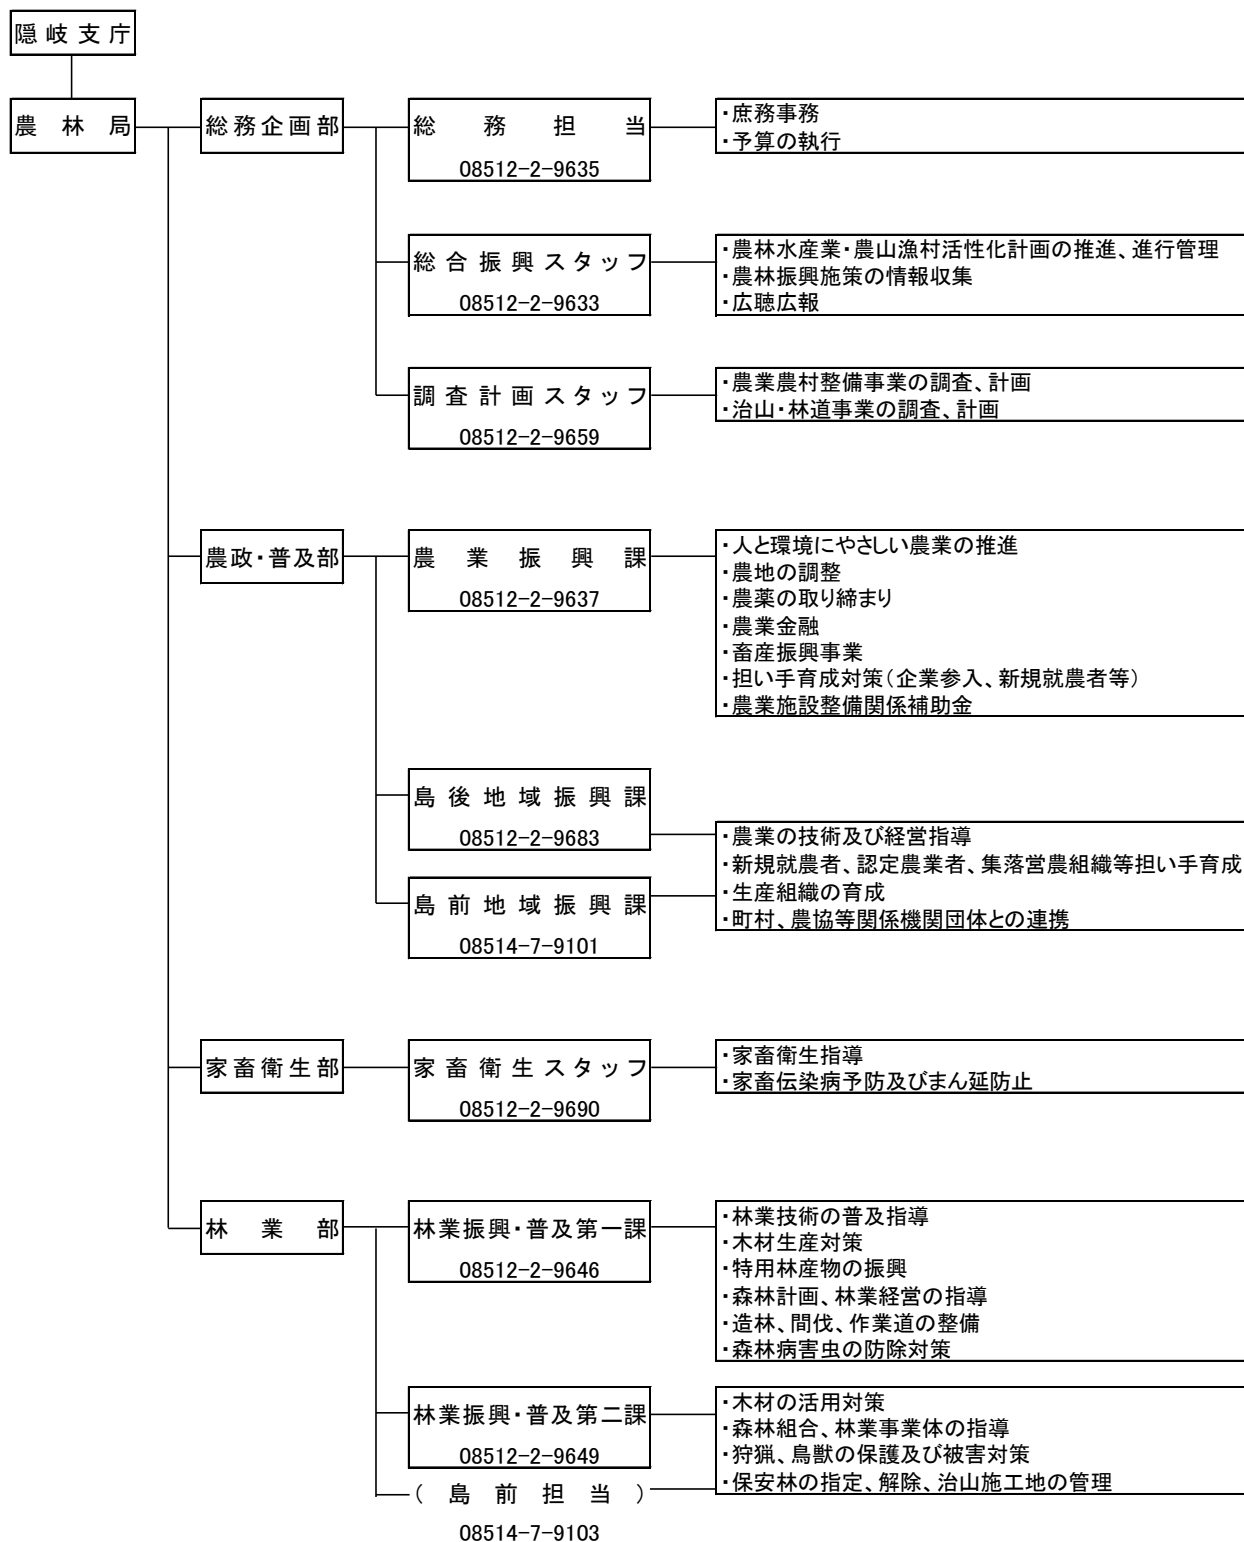 隠岐支庁
農林局
総務企画部
総務担当
08512-2-9635
・庶務事務
・予算の執行
総合振興スタッフ
08512-2-9633
・農林水産業・農山漁村活性化計画の推進、進行管理
・農林振興施策の情報収集
・広聴広報
調査計画スタッフ
08512-2-9659
・農業農村整備事業の調査、計画
・治山・林道事業の調査、計画
農政・普及部
農業振興課
08512-2-9637
・人と環境にやさしい農業の推進
・農地の調整
・農薬の取り締まり
・農業金融
・畜産振興事業
・担い手育成対策（企業参入、新規就農者等）
・農業施設整備関係補助金
島後地域振興課
08512-2-9683
島前地域振興課
08514-7-9101
・農業の技術及び経営指導
・新規就農者、認定農業者、集落営農組織等担い手育成
・生産組織の育成
・町村、農協等関係機関団体との連携
家畜衛生部
家畜衛生スタッフ
08512-2-9690
・家畜衛生指導
・家畜伝染病予防及びまん延防止
林業部
林業振興・普及第一課
08512-2-9646
・林業技術の普及指導
・木材生産対策
・特用林産物の振興
・森林計画、林業経営の指導
・造林、間伐、作業道の整備
・森林病害虫の防除対策
林業振興・普及第二課
08512-2-9649
（島前担当）
08514-7-9103
・木材の活用対策
・森林組合、林業事業体の指導
・狩猟、鳥獣の保護及び被害対策
・保安林の指定、解除、治山施工地の管理